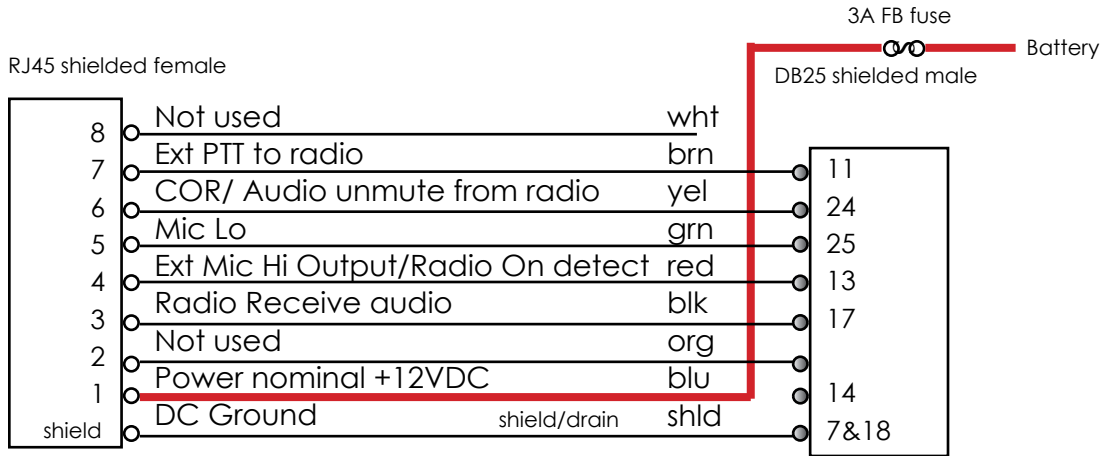 3A FB fuse
Battery
RJ45 shielded female
DB25 shielded male
8 Not used wht
7 Ext PTT to radio brn 11
6 COR/ Audio unmute from radio yel 24
5 Mic Lo grn 25
4 Ext Mic Hi Output/Radio On detect red 13
3 Radio Receive audio blk 17
2 Not used org
1 Power nominal +12VDC blu 14
shield DC Ground shield/drain shld 7&18